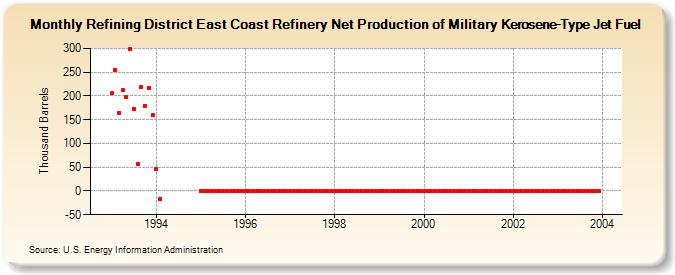 Monthly Refining District East Coast Refinery Net Production of Military Kerosene-Type Jet Fuel
Thousand Barrels
300
250
200
150
100
50
0
-50
1994 1996 1998 2000 2002 2004
Source: U.S. Energy Information Administration